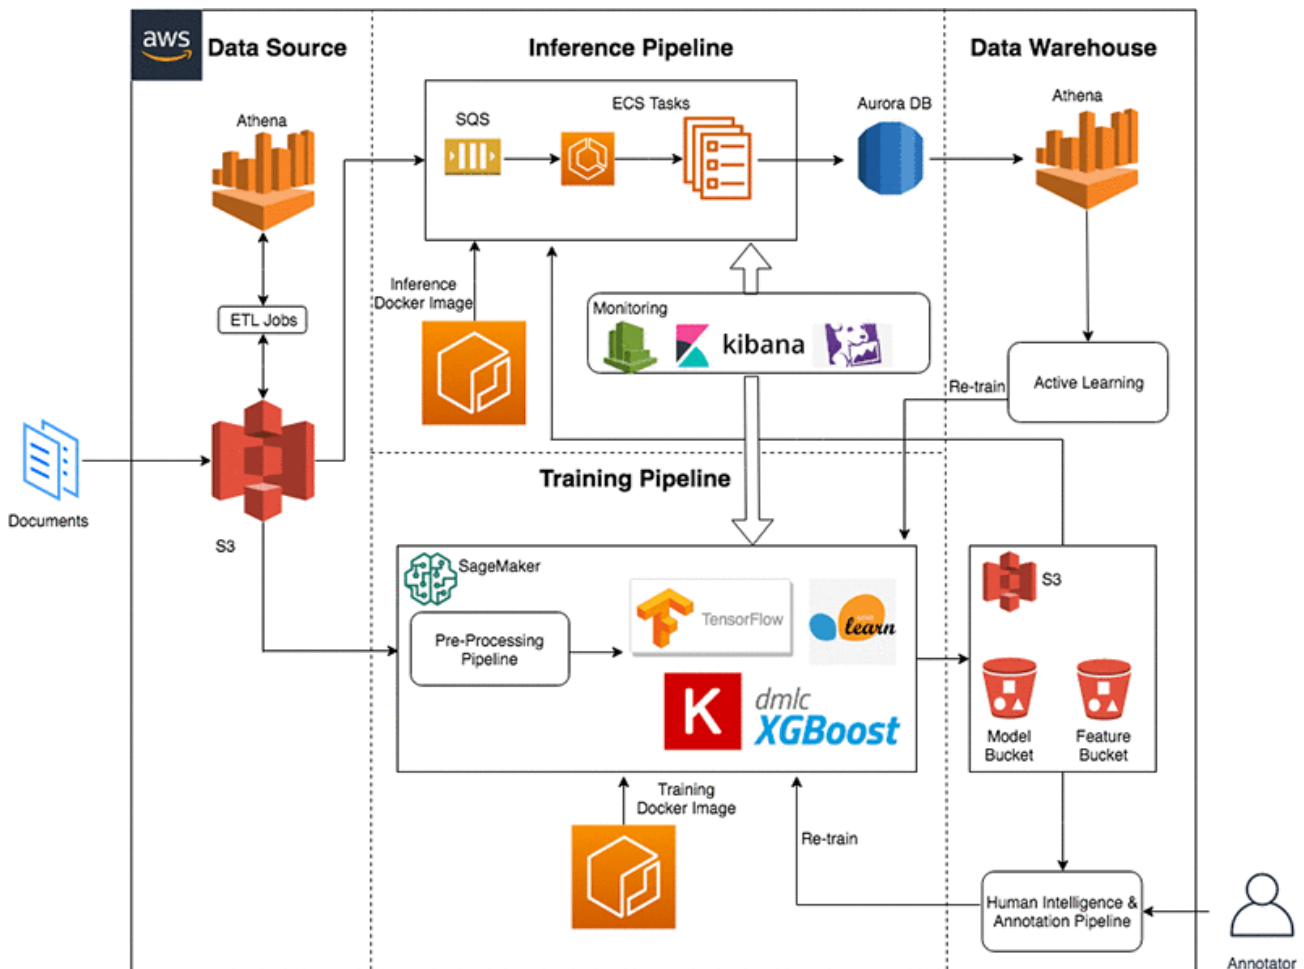 aws
Data Source
Inference Pipeline
Data Warehouse
Athena
SQS
ECS Tasks
Aurora DB
Athena
Inference
Docker Image
ETL Jobs
Monitoring
kibana
Re-train
Active Learning
Documents
S3
Training Pipeline
SageMaker
Pre-Processing
Pipeline
TensorFlow
learn
K
dmlc
XGBoost
S3
Model
Bucket
Feature
Bucket
Training
Docker Image
Re-train
Human Intelligence &
Annotation Pipeline
Annotator